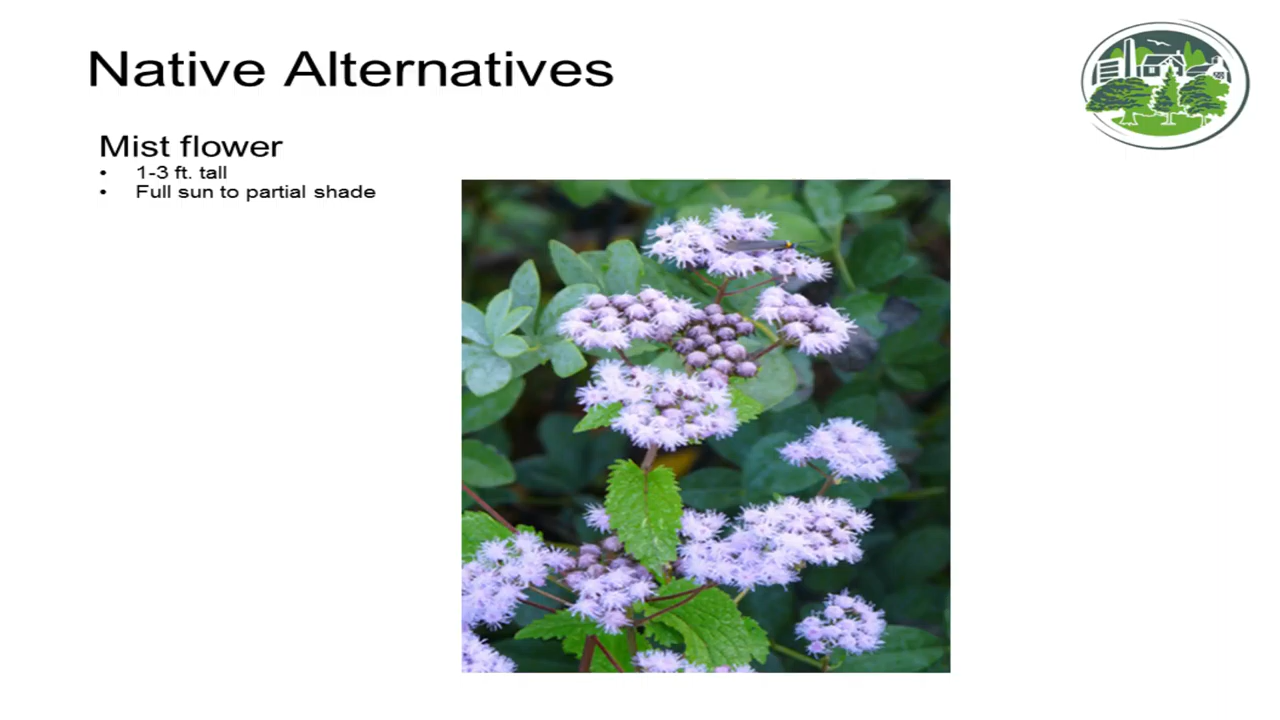 Native Alternatives
Mist flower
• 1-3 ft. tall
• Full sun to partial shade